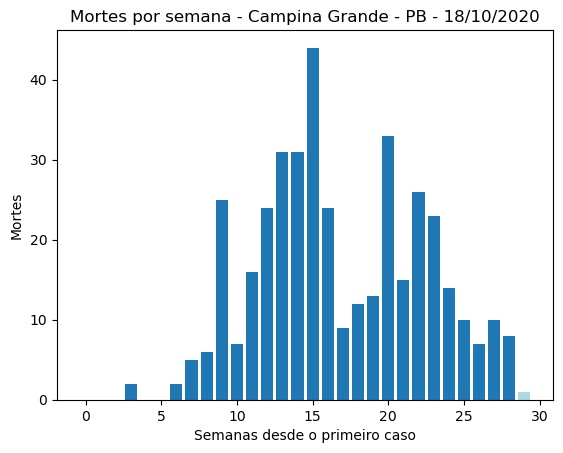 Mortes por semana - Campina Grande - PB - 18/10/2020
Mortes
40
30
20
10
0
0 5 10 15 20 25 30
Semanas desde o primeiro caso